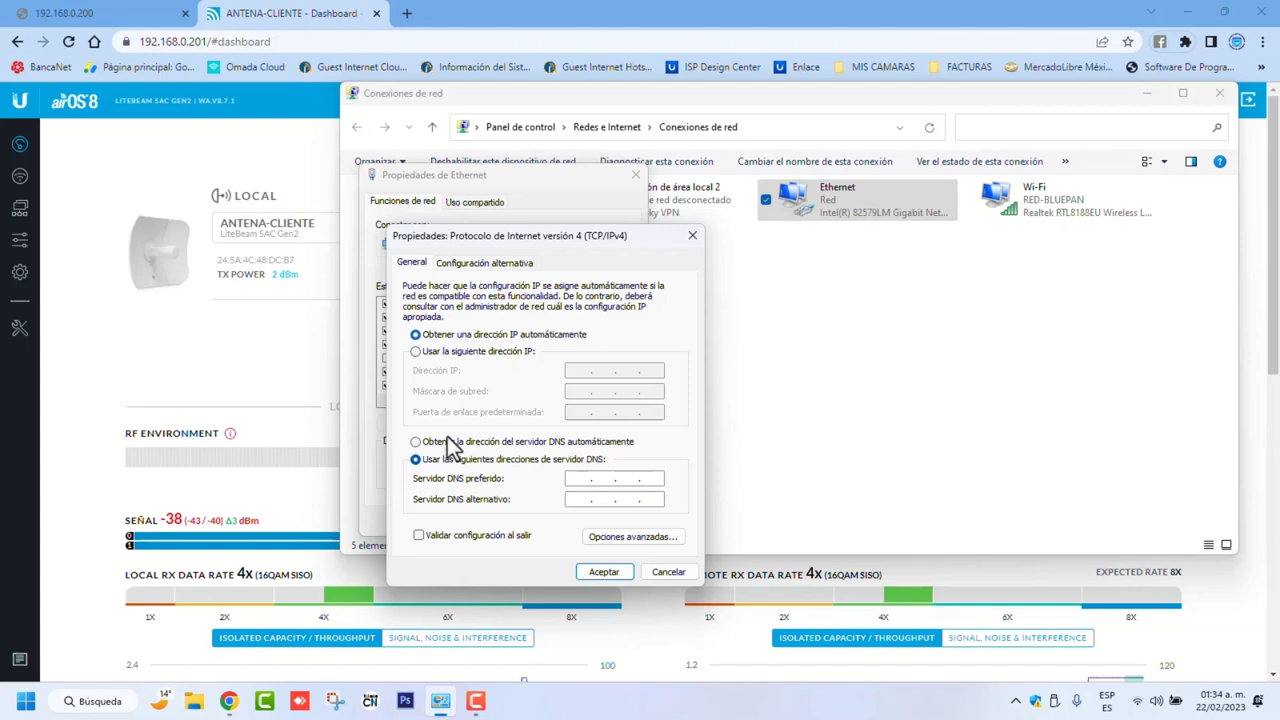 192.168.0.200
ANTENA-CLIENTE - Dashboard -
192.168.0.201/#dashboard
BancaNet
Página principal: Go...
Omada Cloud
Guest Internet Clou...
Información del Sist...
Guest Internet Hots...
ISP Design Center
Enlace
MIS CAMARAS
FACTURAS
MercadoLibre Méxi...
Software De Progra...
»
U airOS 8 LITEBEAM 5AC GEN2 | WA.V8.7.1
Conexiones de red
Panel de control > Redes e Internet > Conexiones de red
Organizar
Deshabilitar este dispositivo de red
Diagnosticar esta conexión
Cambiar el nombre de esta conexión
Ver el estado de esta conexión
»
Propiedades de Ethernet
Funciones de red
Uso compartido
n de área local 2
de red desconectado
ky VPN
Ethernet
Red
Intel(R) 82579LM Gigabit Net...
Wi-Fi
RED-BLUEPAN
Realtek RTL8188EU Wireless L...
LOCAL
ANTENA-CLIENTE
LiteBeam 5AC Gen2
24:5A:4C:48:DC:B7
TX POWER 2 dBm
Propiedades: Protocolo de Internet versión 4 (TCP/IPv4)
General
Configuración alternativa
Puede hacer que la configuración IP se asigne automáticamente si la
red es compatible con esta funcionalidad. De lo contrario, deberá
consultar con el administrador de red cuál es la configuración IP
apropiada.
Obtener una dirección IP automáticamente
Usar la siguiente dirección IP:
Dirección IP:
Máscara de subred:
Puerta de enlace predeterminada:
Obtener la dirección del servidor DNS automáticamente
Usar las siguientes direcciones de servidor DNS:
Servidor DNS preferido:
Servidor DNS alternativo:
Validar configuración al salir
Opciones avanzadas...
Aceptar
Cancelar
5 eleme
RF ENVIRONMENT
SEÑAL -38 (-43 / -40) Δ3 dBm
0
1
LOCAL RX DATA RATE 4x (16QAM SISO)
MOTE RX DATA RATE 4x (16QAM SISO)
EXPECTED RATE 8X
1X 2X 4X 6X 8X
1X 2X 4X 6X 8X
ISOLATED CAPACITY / THROUGHPUT
SIGNAL, NOISE & INTERFERENCE
ISOLATED CAPACITY / THROUGHPUT
SIGNAL, NOISE & INTERFERENCE
2.4
100
1.2
120
Búsqueda
14°
CN
Ps
ESP
ES
01:34 a. m.
22/02/2023